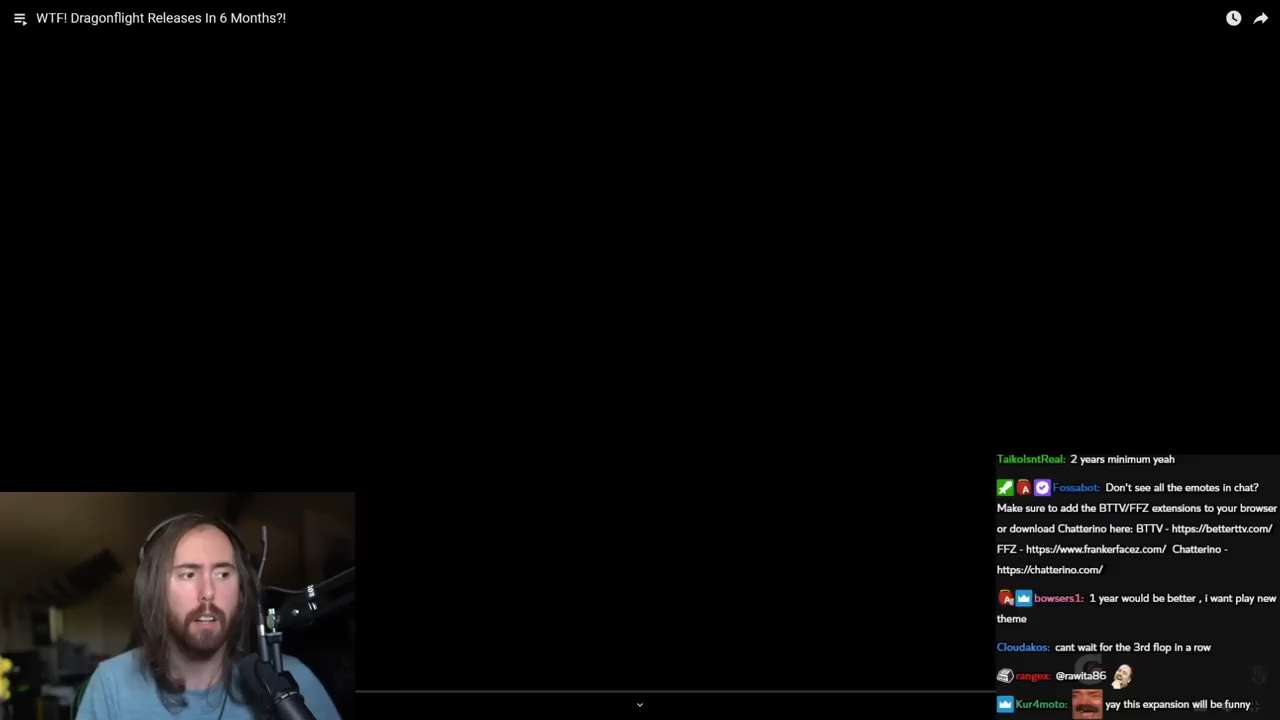 WTF! Dragonflight Releases In 6 Months?!
TaikoIsntReal: 2 years minimum yeah
Fossabot: Don't see all the emotes in chat?
Make sure to add the BTTV/FFZ extensions to your browser
or download Chatterino here: BTTV - https://betterttv.com/
FFZ - https://www.frankerfacez.com/ Chatterino -
https://chatterino.com/
bowsers1: 1 year would be better , i want play new
theme
Cloudakos: cant wait for the 3rd flop in a row
rangex: @rawita86
Kur4moto: yay this expansion will be funny